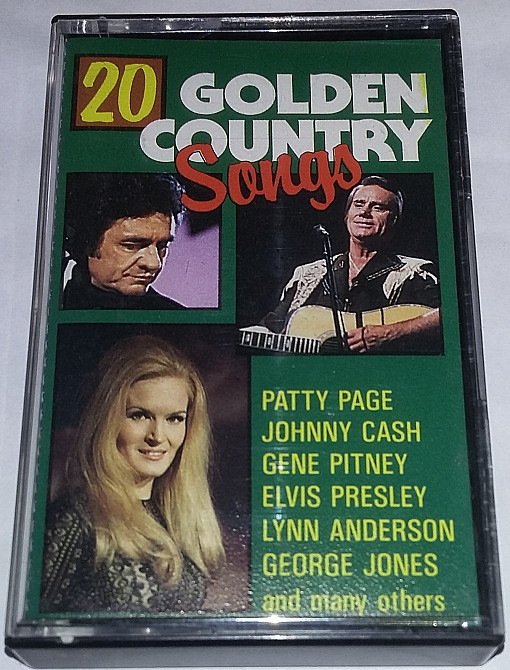 20
GOLDEN
COUNTRY
Songs
PATTY PAGE
JOHNNY CASH
GENE PITNEY
ELVIS PRESLEY
LYNN ANDERSON
GEORGE JONES
and many others